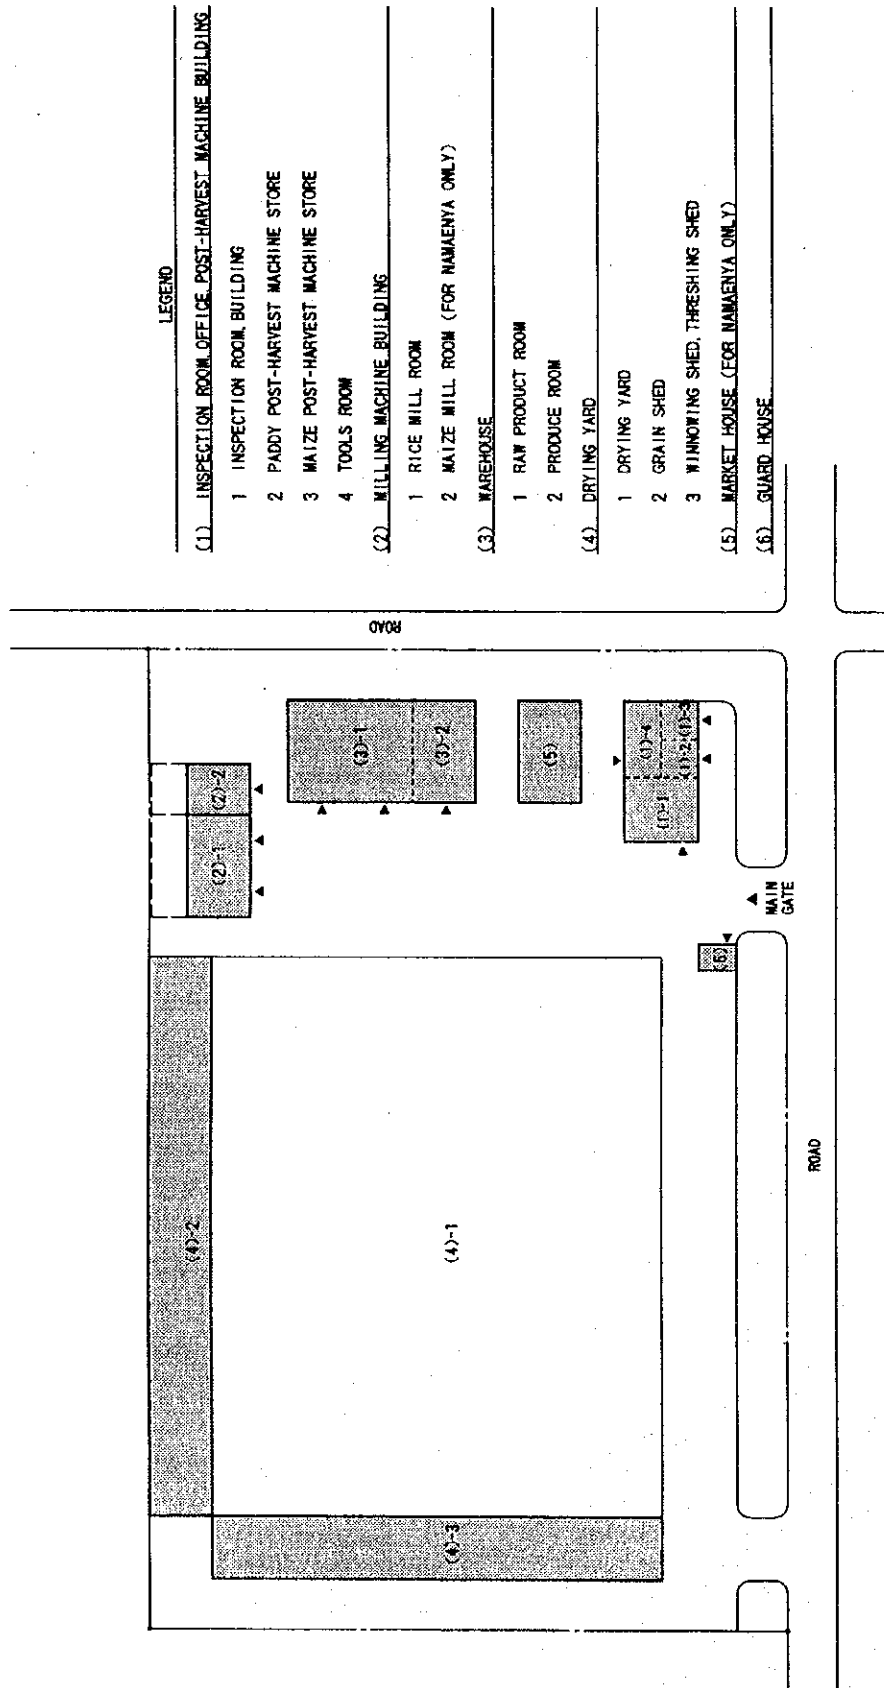 LEGEND
(1) INSPECTION ROOM,OFFICE,POST-HARVEST MACHINE BUILDING
1 INSPECTION ROOM,BUILDING
2 PADDY POST-HARVEST MACHINE STORE
3 MAIZE POST-HARVEST MACHINE STORE
4 TOOLS ROOM
(2) MILLING MACHINE BUILDING
1 RICE MILL ROOM
2 MAIZE MILL ROOM (FOR NAMAENYA ONLY)
(3) WAREHOUSE
1 RAW PRODUCT ROOM
2 PRODUCE ROOM
(4) DRYING YARD
1 DRYING YARD
2 GRAIN SHED
3 WINNOWING SHED,THRESHING SHED
(5) MARKET HOUSE (FOR NAMAENYA ONLY)
(6) GUARD HOUSE
ROAD
(2)-1
(2)-2
(3)-1
(3)-2
(5)
(1)-1
(1)-4
(1)-2·(1)-3
(6)
MAIN
GATE
(4)-2
(4)-1
(4)-3
ROAD